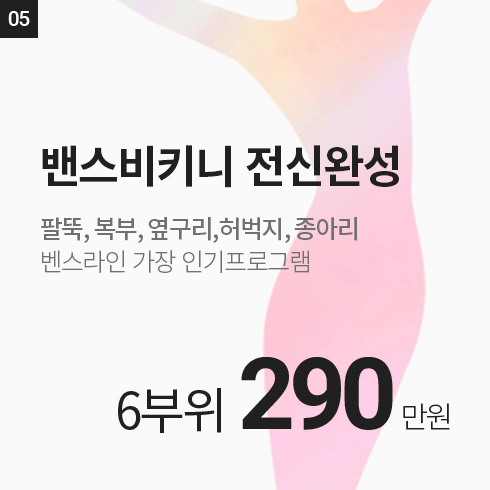 05
밴스비키니 전신완성
팔뚝, 복부, 옆구리,허벅지, 종아리
벤스라인 가장 인기프로그램
6부위 290 만원